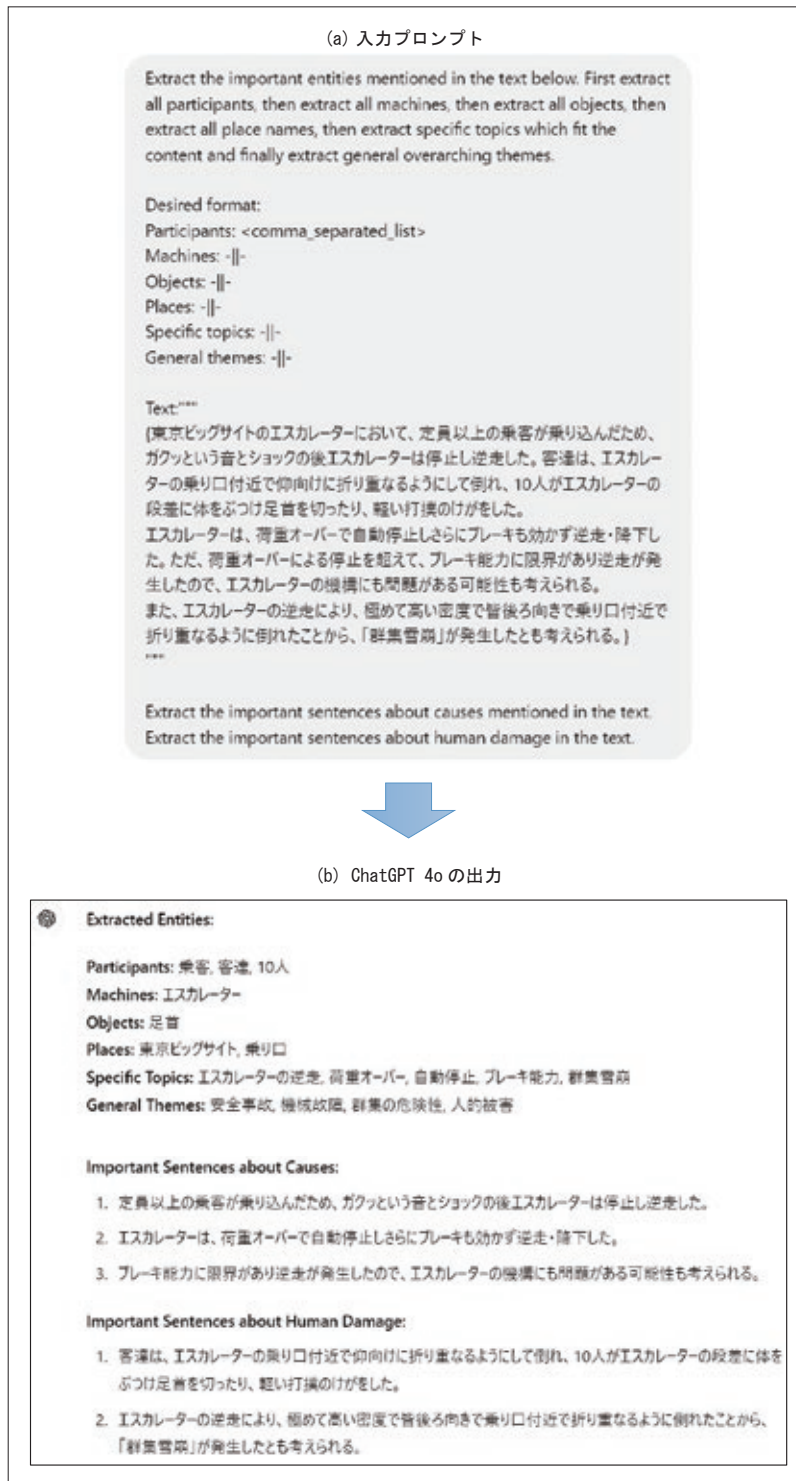 (a) 入力プロンプト
Extract the important entities mentioned in the text below. First extract
all participants, then extract all machines, then extract all objects, then
extract all place names, then extract specific topics which fit the
content and finally extract general overarching themes.
Desired format:
Participants: <comma_separated_list>
Machines: -||-
Objects: -||-
Places: -||-
Specific topics: -||-
General themes: -||-
Text:"""
{東京ビッグサイトのエスカレーターにおいて、定員以上の乗客が乗り込んだため、
ガクッという音とショックの後エスカレーターは停止し逆走した。客達は、エスカレー
ターの乗り口付近で仰向けに折り重なるようにして倒れ、10人がエスカレーターの
段差に体をぶつけ足首を切ったり、軽い打撲のけがをした。
エスカレーターは、荷重オーバーで自動停止しさらにブレーキも効かず逆走・降下し
た。ただ、荷重オーバーによる停止を超えて、ブレーキ能力に限界があり逆走が発
生したので、エスカレーターの機構にも問題がある可能性も考えられる。
また、エスカレーターの逆走により、極めて高い密度で皆後ろ向きで乗り口付近で
折り重なるように倒れたことから、「群集雪崩」が発生したとも考えられる。}
"""
Extract the important sentences about causes mentioned in the text.
Extract the important sentences about human damage in the text.
(b) ChatGPT 4o の出力
Extracted Entities:
Participants: 乗客, 客達, 10人
Machines: エスカレーター
Objects: 足首
Places: 東京ビッグサイト, 乗り口
Specific Topics: エスカレーターの逆走, 荷重オーバー, 自動停止, ブレーキ能力, 群集雪崩
General Themes: 安全事故, 機械故障, 群集の危険性, 人的被害
Important Sentences about Causes:
1. 定員以上の乗客が乗り込んだため、ガクッという音とショックの後エスカレーターは停止し逆走した。
2. エスカレーターは、荷重オーバーで自動停止しさらにブレーキも効かず逆走・降下した。
3. ブレーキ能力に限界があり逆走が発生したので、エスカレーターの機構にも問題がある可能性も考えられる。
Important Sentences about Human Damage:
1. 客達は、エスカレーターの乗り口付近で仰向けに折り重なるようにして倒れ、10人がエスカレーターの段差に体を
ぶつけ足首を切ったり、軽い打撲のけがをした。
2. エスカレーターの逆走により、極めて高い密度で皆後ろ向きで乗り口付近で折り重なるように倒れたことから、
「群集雪崩」が発生したとも考えられる。